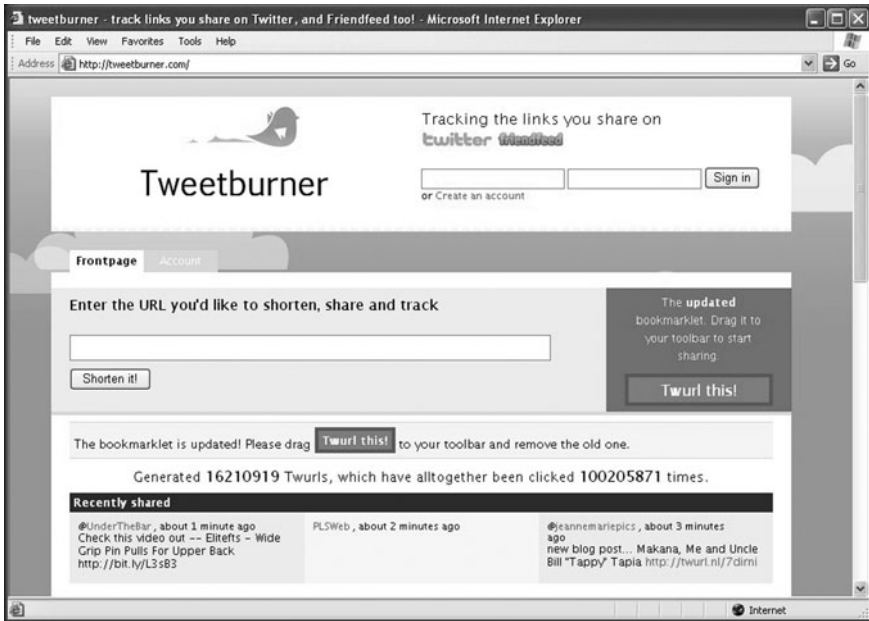 tweetburner - track links you share on Twitter, and Friendfeed too! - Microsoft Internet Explorer
File Edit View Favorites Tools Help
Address http://tweetburner.com/ Go
Tweetburner
Tracking the links you share on
twitter friendfeed
Sign in
or Create an account
Frontpage Account
Enter the URL you'd like to shorten, share and track
Shorten it!
The updated
bookmarklet. Drag it to
your toolbar to start
sharing.
Twurl this!
The bookmarklet is updated! Please drag Twurl this! to your toolbar and remove the old one.
Generated 16210919 Twurls, which have alltogether been clicked 100205871 times.
Recently shared
@UnderTheBar, about 1 minute ago
Check this video out -- Elitefts - Wide
Grip Pin Pulls For Upper Back
http://bit.ly/L3sB3
PLSWeb, about 2 minutes ago
@jeannemariepics, about 3 minutes
ago
new blog post... Makana, Me and Uncle
Bill "Tappy" Tapia http://twurl.nl/7dirni
Internet